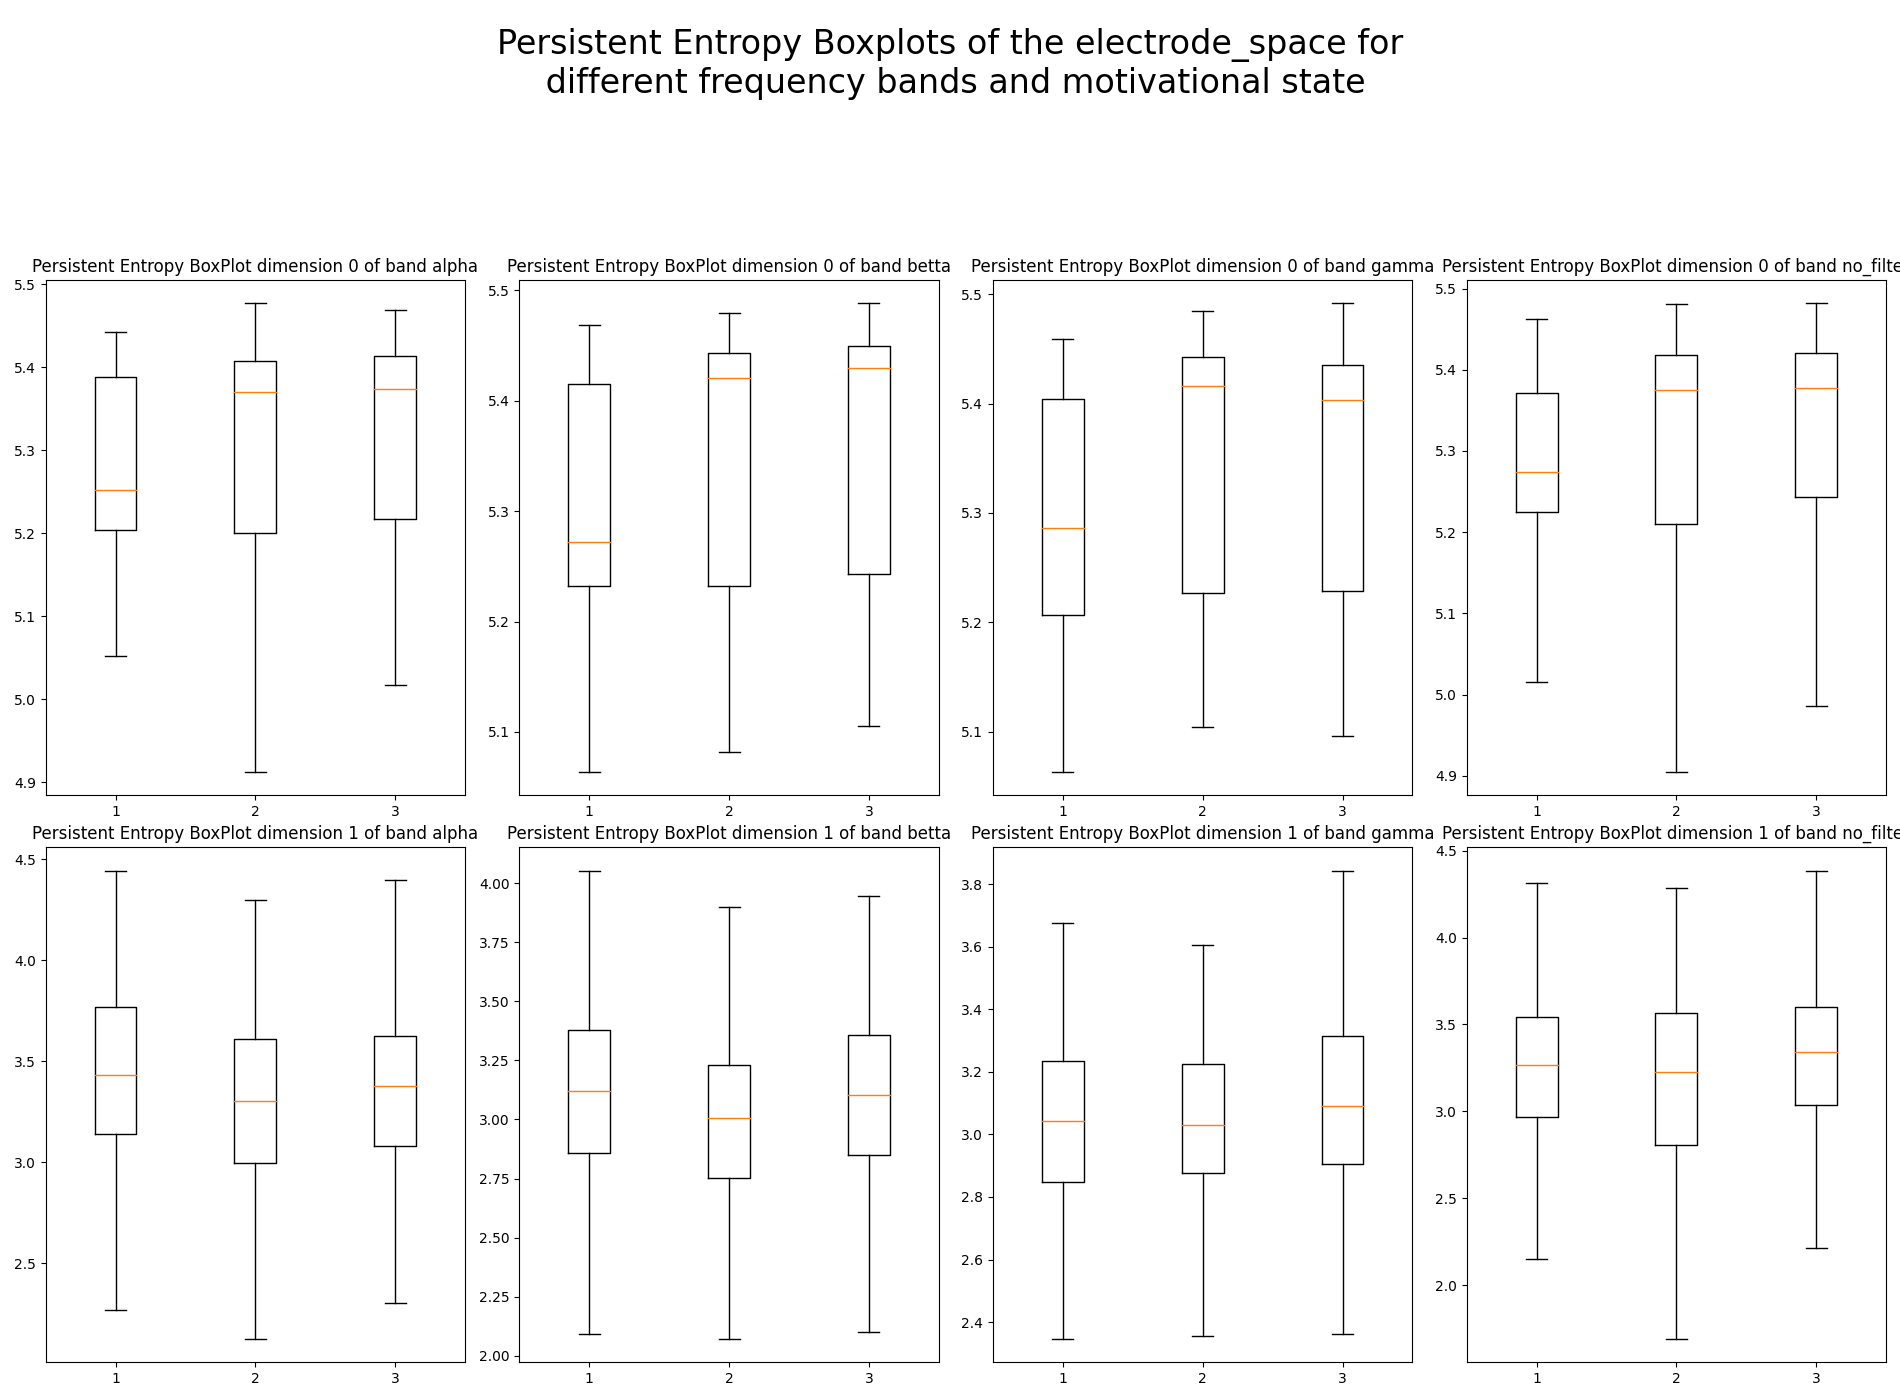 Persistent Entropy Boxplots of the electrode_space for
different frequency bands and motivational state
Persistent Entropy BoxPlot dimension 0 of band alpha
5.5
5.4
5.3
5.2
5.1
5.0
4.9
1 2 3
Persistent Entropy BoxPlot dimension 0 of band betta
5.5
5.4
5.3
5.2
5.1
1 2 3
Persistent Entropy BoxPlot dimension 0 of band gamma
5.5
5.4
5.3
5.2
5.1
1 2 3
Persistent Entropy BoxPlot dimension 0 of band no_filte
5.5
5.4
5.3
5.2
5.1
5.0
4.9
1 2 3
Persistent Entropy BoxPlot dimension 1 of band alpha
4.5
4.0
3.5
3.0
2.5
1 2 3
Persistent Entropy BoxPlot dimension 1 of band betta
4.00
3.75
3.50
3.25
3.00
2.75
2.50
2.25
2.00
1 2 3
Persistent Entropy BoxPlot dimension 1 of band gamma
3.8
3.6
3.4
3.2
3.0
2.8
2.6
2.4
1 2 3
Persistent Entropy BoxPlot dimension 1 of band no_filte
4.5
4.0
3.5
3.0
2.5
2.0
1 2 3